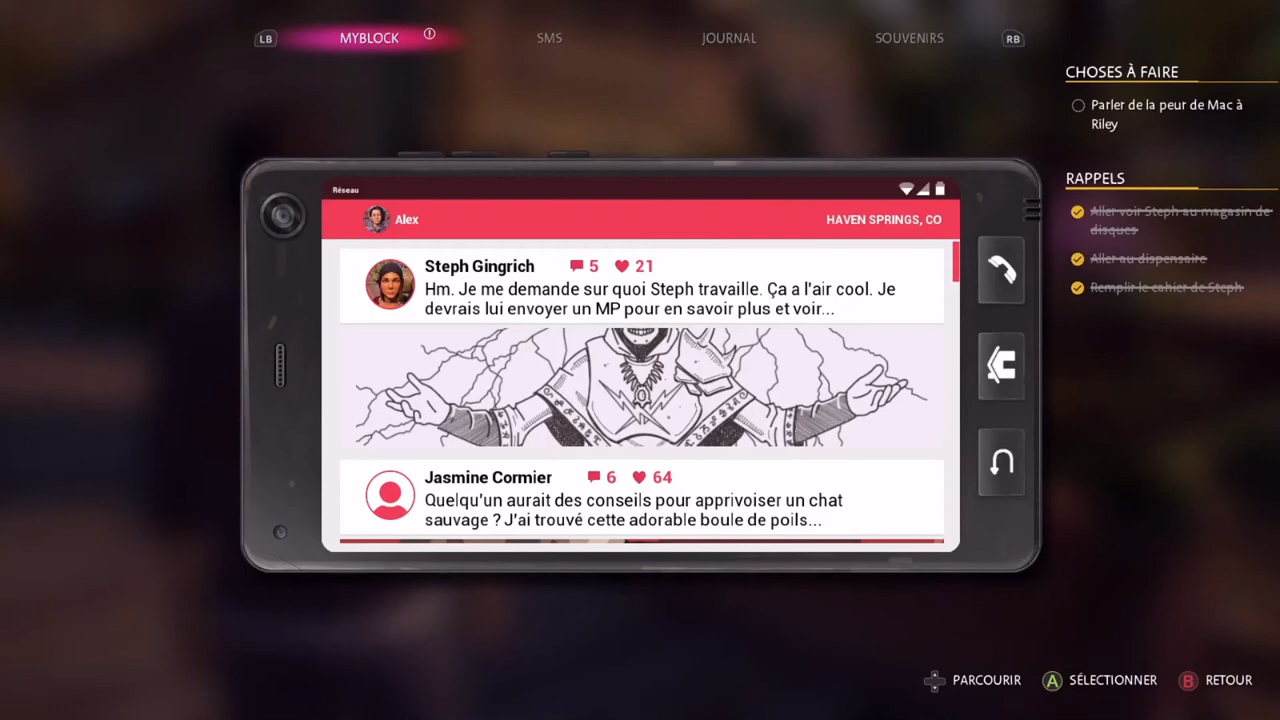 LB
MYBLOCK
SMS
JOURNAL
SOUVENIRS
RB
CHOSES À FAIRE
Parler de la peur de Mac à
Riley
RAPPELS
Aller voir Steph au magasin de
disques
Aller au dispensaire
Remplir le cahier de Steph
Réseau
Alex
HAVEN SPRINGS, CO
Steph Gingrich 5 21
Hm. Je me demande sur quoi Steph travaille. Ça a l'air cool. Je
devrais lui envoyer un MP pour en savoir plus et voir...
Jasmine Cormier 6 64
Quelqu'un aurait des conseils pour apprivoiser un chat
sauvage ? J'ai trouvé cette adorable boule de poils...
PARCOURIR
A SÉLECTIONNER
B RETOUR